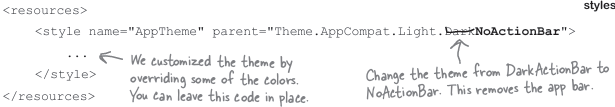 styles
<resources>
<style name="AppTheme" parent="Theme.AppCompat.Light.DarkNoActionBar">
...
We customized the theme by
overriding some of the colors.
You can leave this code in place.
Change the theme from DarkActionBar to
NoActionBar. This removes the app bar.
</style>
</resources>